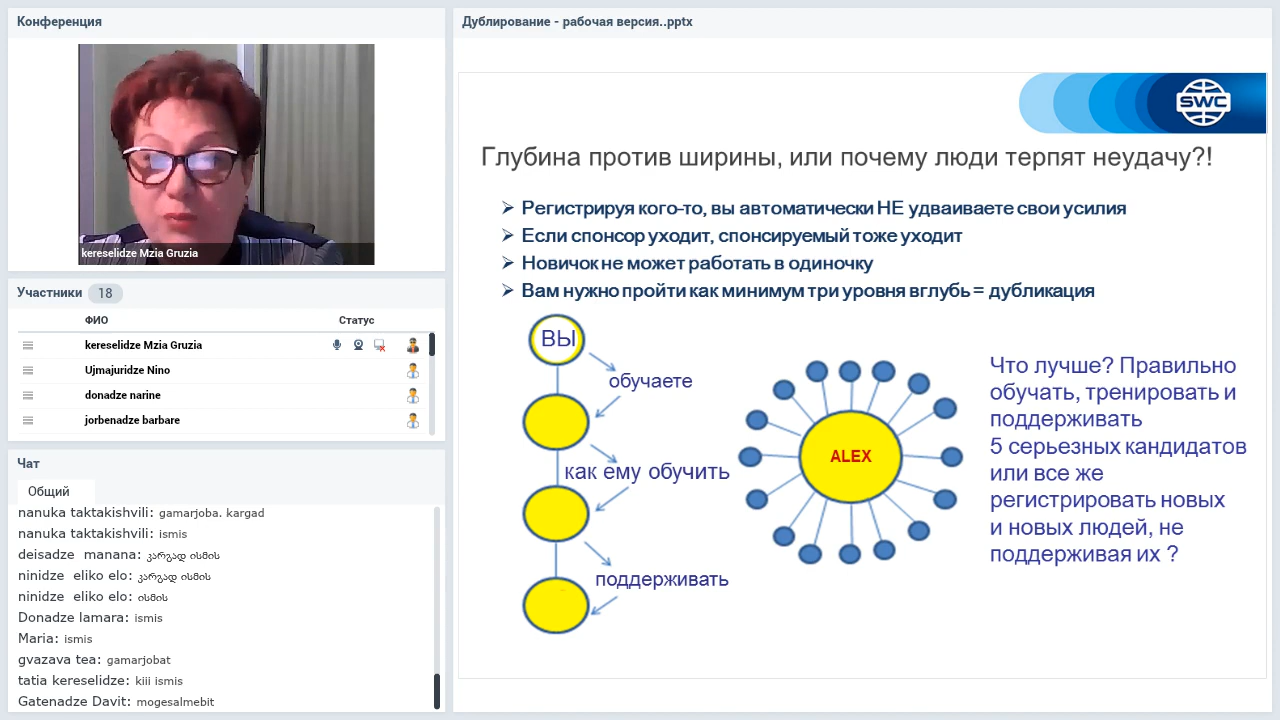 Конференция
kereselidze Mzia Gruzia
Участники 18
ФИО Статус
kereselidze Mzia Gruzia
Ujmajuridze Nino
donadze narine
jorbenadze barbare
Чат
Общий
nanuka taktakishvili: gamarjoba. kargad
nanuka taktakishvili: ismis
deisadze manana: კარგად ისმის
ninidze eliko elo: კარგად ისმის
ninidze eliko elo: ისმის
Donadze lamara: ismis
Maria: ismis
gvazava tea: gamarjobat
tatia kereselidze: kiii ismis
Gatenadze Davit: mogesalmebit
Дублирование - рабочая версия..pptx
SWC
Глубина против ширины, или почему люди терпят неудачу?!
Регистрируя кого-то, вы автоматически НЕ удваиваете свои усилия
Если спонсор уходит, спонсируемый тоже уходит
Новичок не может работать в одиночку
Вам нужно пройти как минимум три уровня вглубь = дубликация
ВЫ
обучаете
как ему обучить
поддерживать
ALEX
Что лучше? Правильно
обучать, тренировать и
поддерживать
5 серьезных кандидатов
или все же
регистрировать новых
и новых людей, не
поддерживая их ?